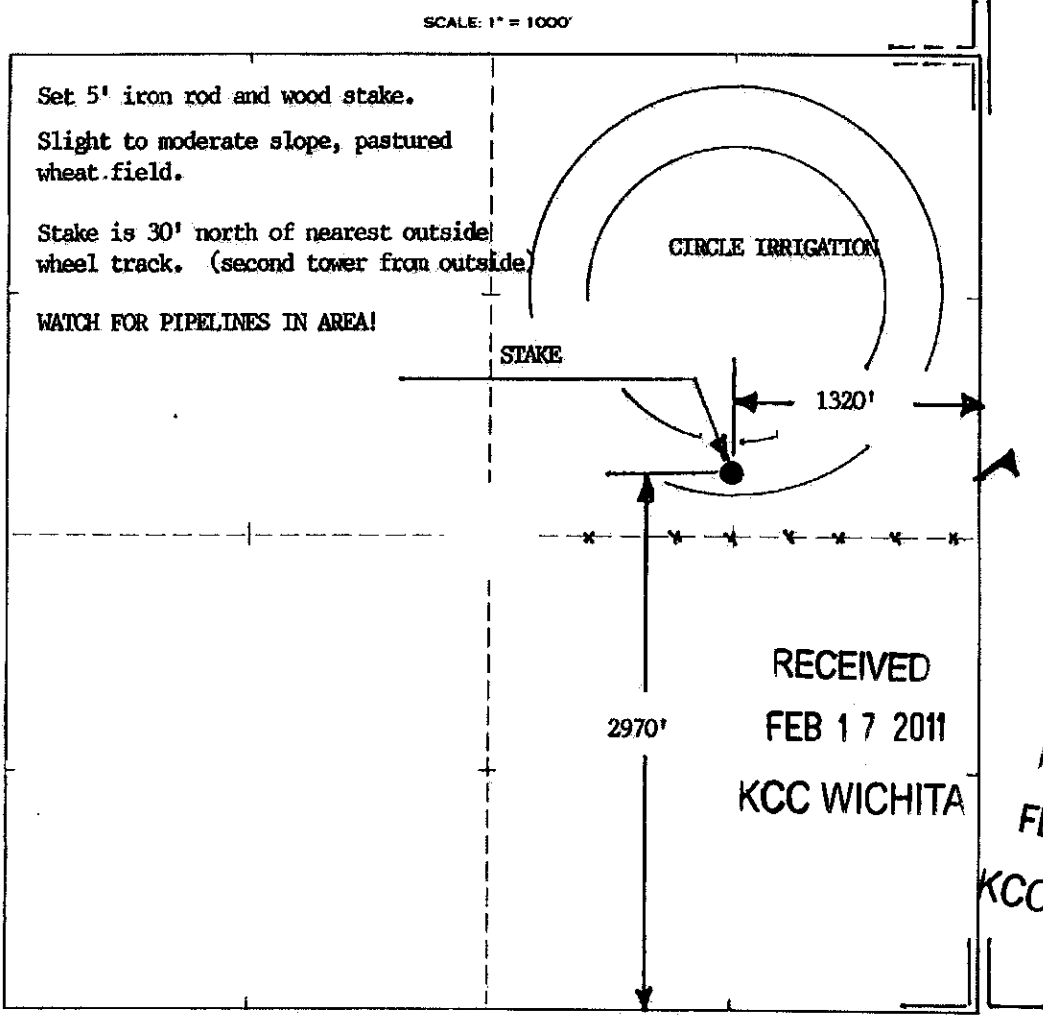 SCALE: 1" = 1000'
Set 5' iron rod and wood stake.
Slight to moderate slope, pastured
wheat field.
Stake is 30' north of nearest outside
wheel track. (second tower from outside)
WATCH FOR PIPELINES IN AREA!
CIRCLE IRRIGATION
STAKE
1320'
2970'
RECEIVED
FEB 17 2011
KCC WICHITA
KCC